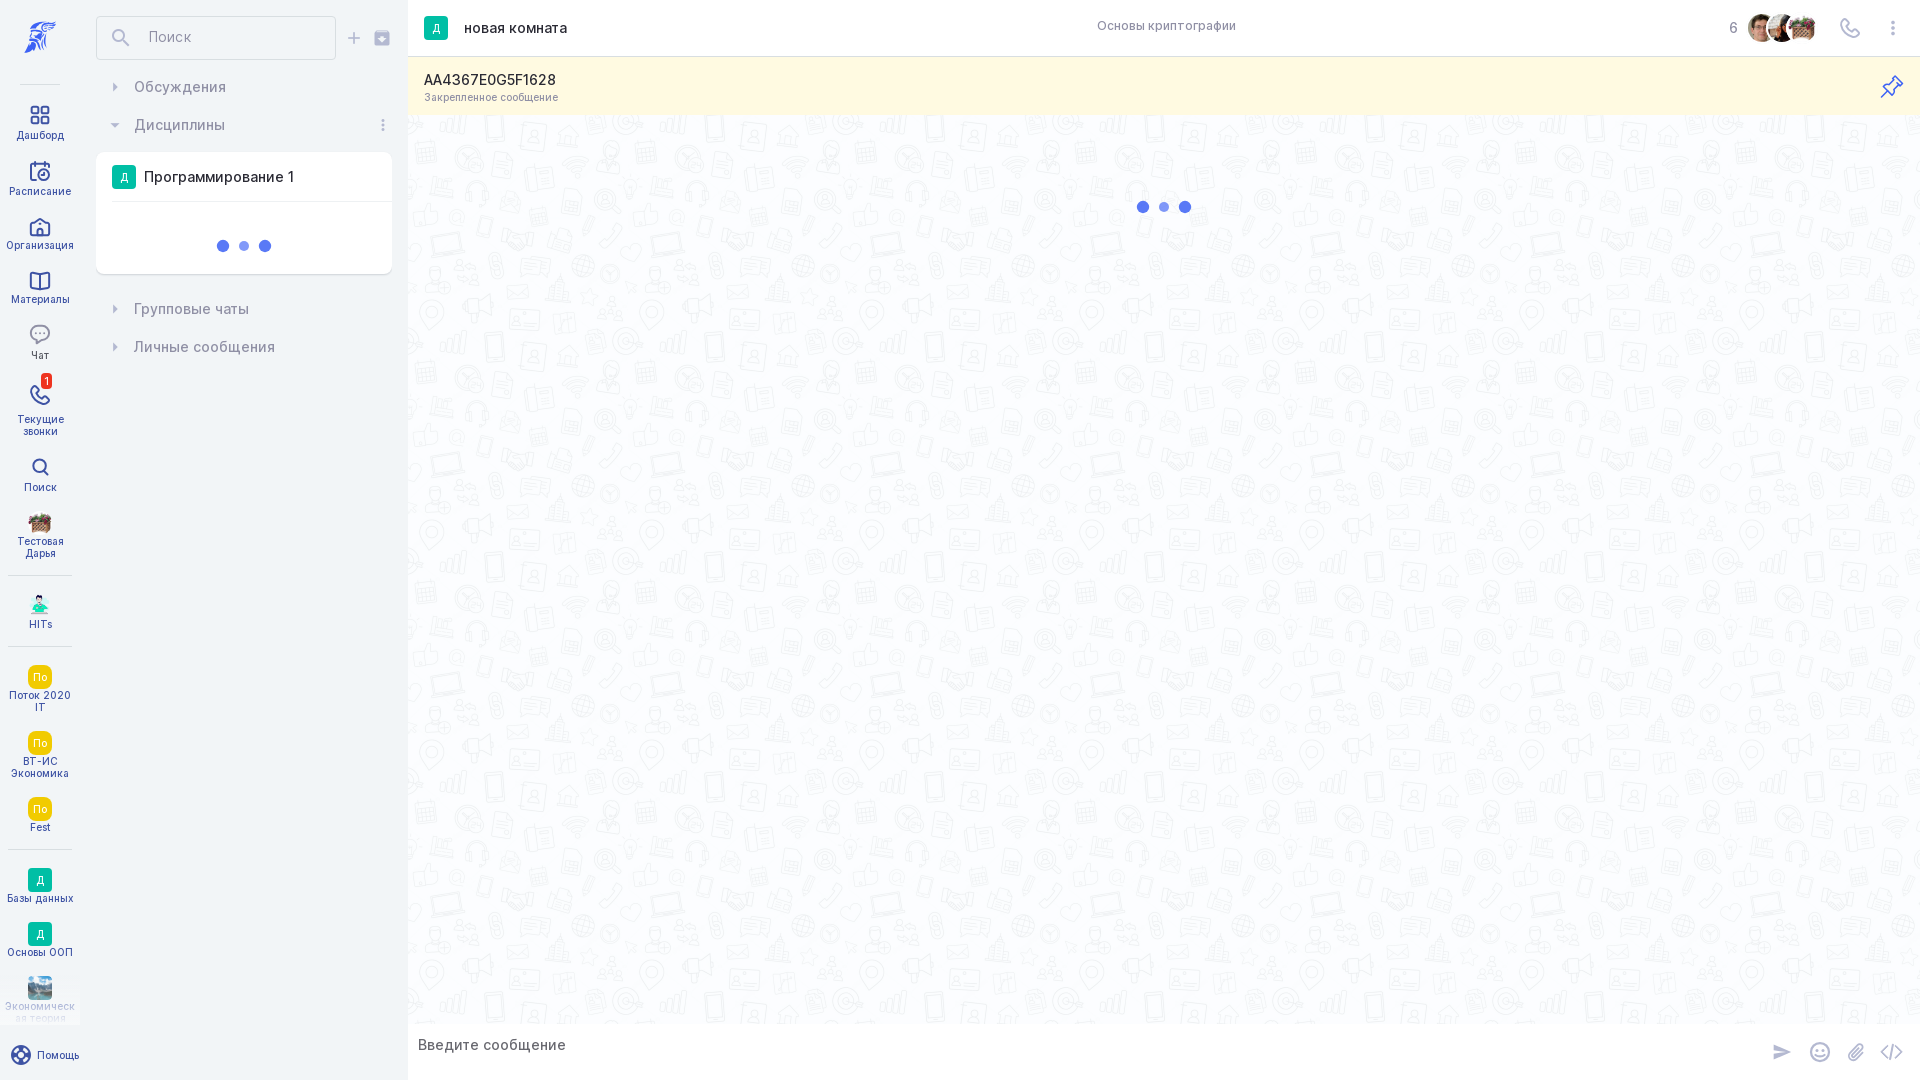 Дашборд
Расписание
Организация
Материалы
Чат
1
Текущие
звонки
Поиск
Тестовая
Дарья
HITs
По
Поток 2020
IT
По
ВТ-ИС
Экономика
По
Fest
Д
Базы данных
Д
Основы ООП
Экономическ
ая теория
Помощь
Поиск
Обсуждения
Дисциплины
Д
Программирование 1
Групповые чаты
Личные сообщения
Д
новая комната
Основы криптографии
6
AA4367E0G5F1628
Закрепленное сообщение
Введите сообщение